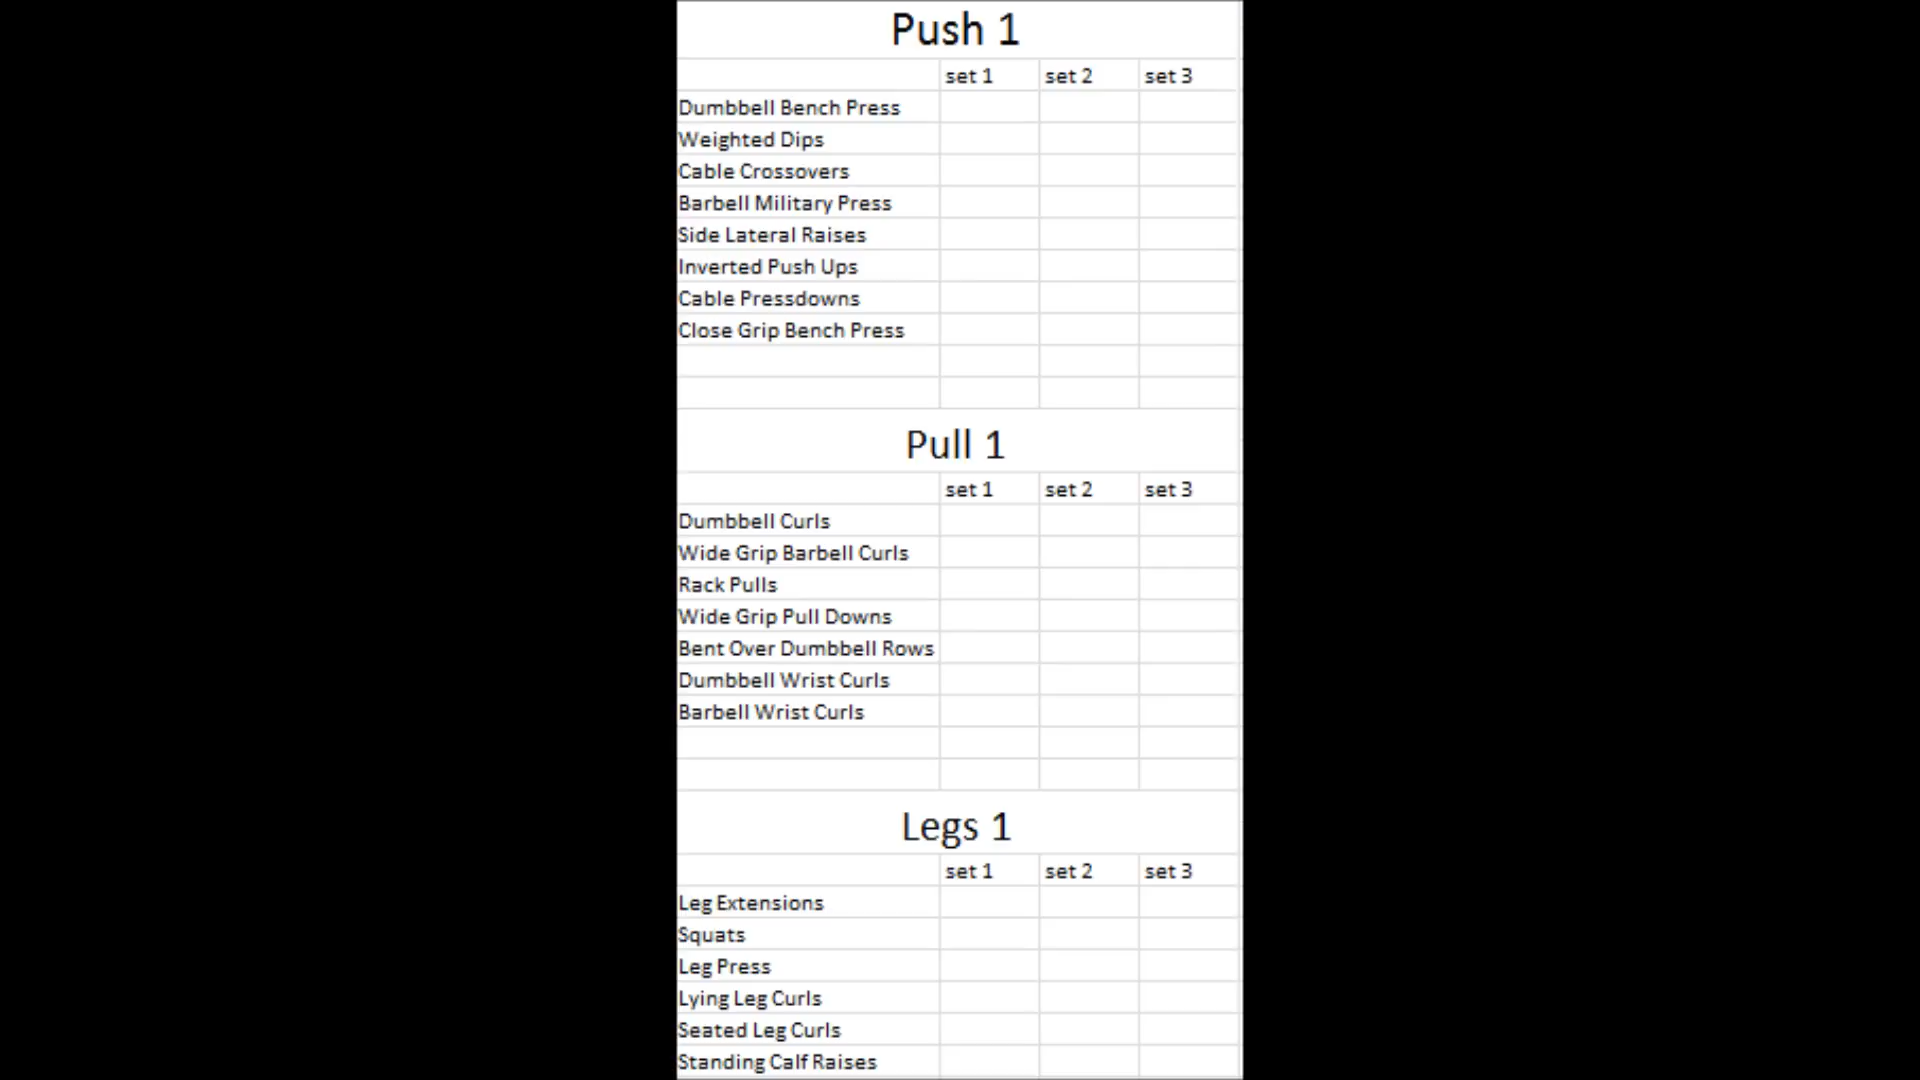 Push 1
set 1 set 2 set 3
Dumbbell Bench Press
Weighted Dips
Cable Crossovers
Barbell Military Press
Side Lateral Raises
Inverted Push Ups
Cable Pressdowns
Close Grip Bench Press
Pull 1
set 1 set 2 set 3
Dumbbell Curls
Wide Grip Barbell Curls
Rack Pulls
Wide Grip Pull Downs
Bent Over Dumbbell Rows
Dumbbell Wrist Curls
Barbell Wrist Curls
Legs 1
set 1 set 2 set 3
Leg Extensions
Squats
Leg Press
Lying Leg Curls
Seated Leg Curls
Standing Calf Raises